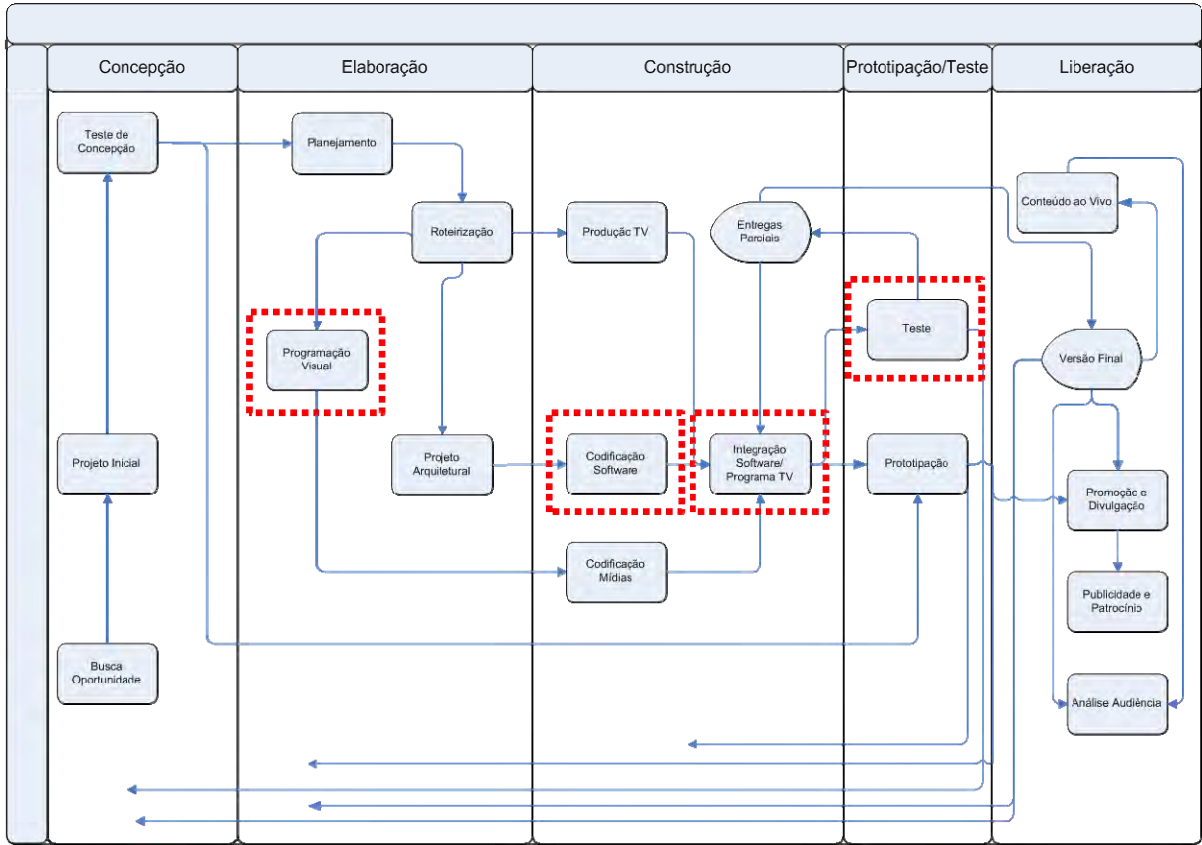 Concepção
Elaboração
Construção
Prototipação/Teste
Liberação
Teste de
Concepção
Projeto Inicial
Busca
Oportunidade
Planejamento
Roteirização
Programação
Visual
Projeto
Arquitetural
Produção TV
Entregas
Parciais
Codificação
Software
Integração
Software/
Programa TV
Codificação
Mídias
Teste
Prototipação
Conteúdo ao Vivo
Versão Final
Promoção e
Divulgação
Publicidade e
Patrocínio
Análise Audiência